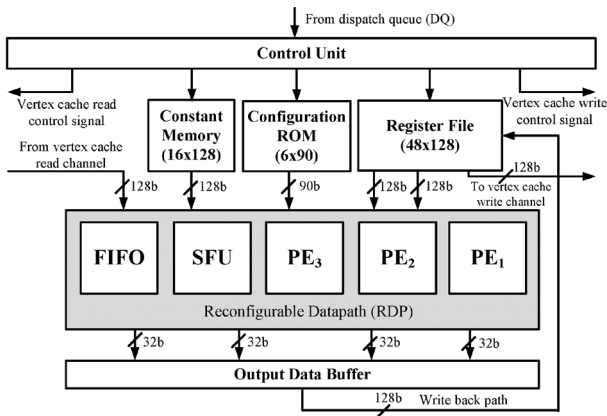 From dispatch queue (DQ)
Control Unit
Vertex cache read
control signal
Constant
Memory
(16x128)
Configuration
ROM
(6x90)
Register File
(48x128)
Vertex cache write
control signal
From vertex cache
read channel
128b
To vertex cache
write channel
128b
128b
90b
128b
128b
FIFO
SFU
PE3
PE2
PE1
Reconfigurable Datapath (RDP)
32b
32b
32b
32b
Output Data Buffer
128b
Write back path